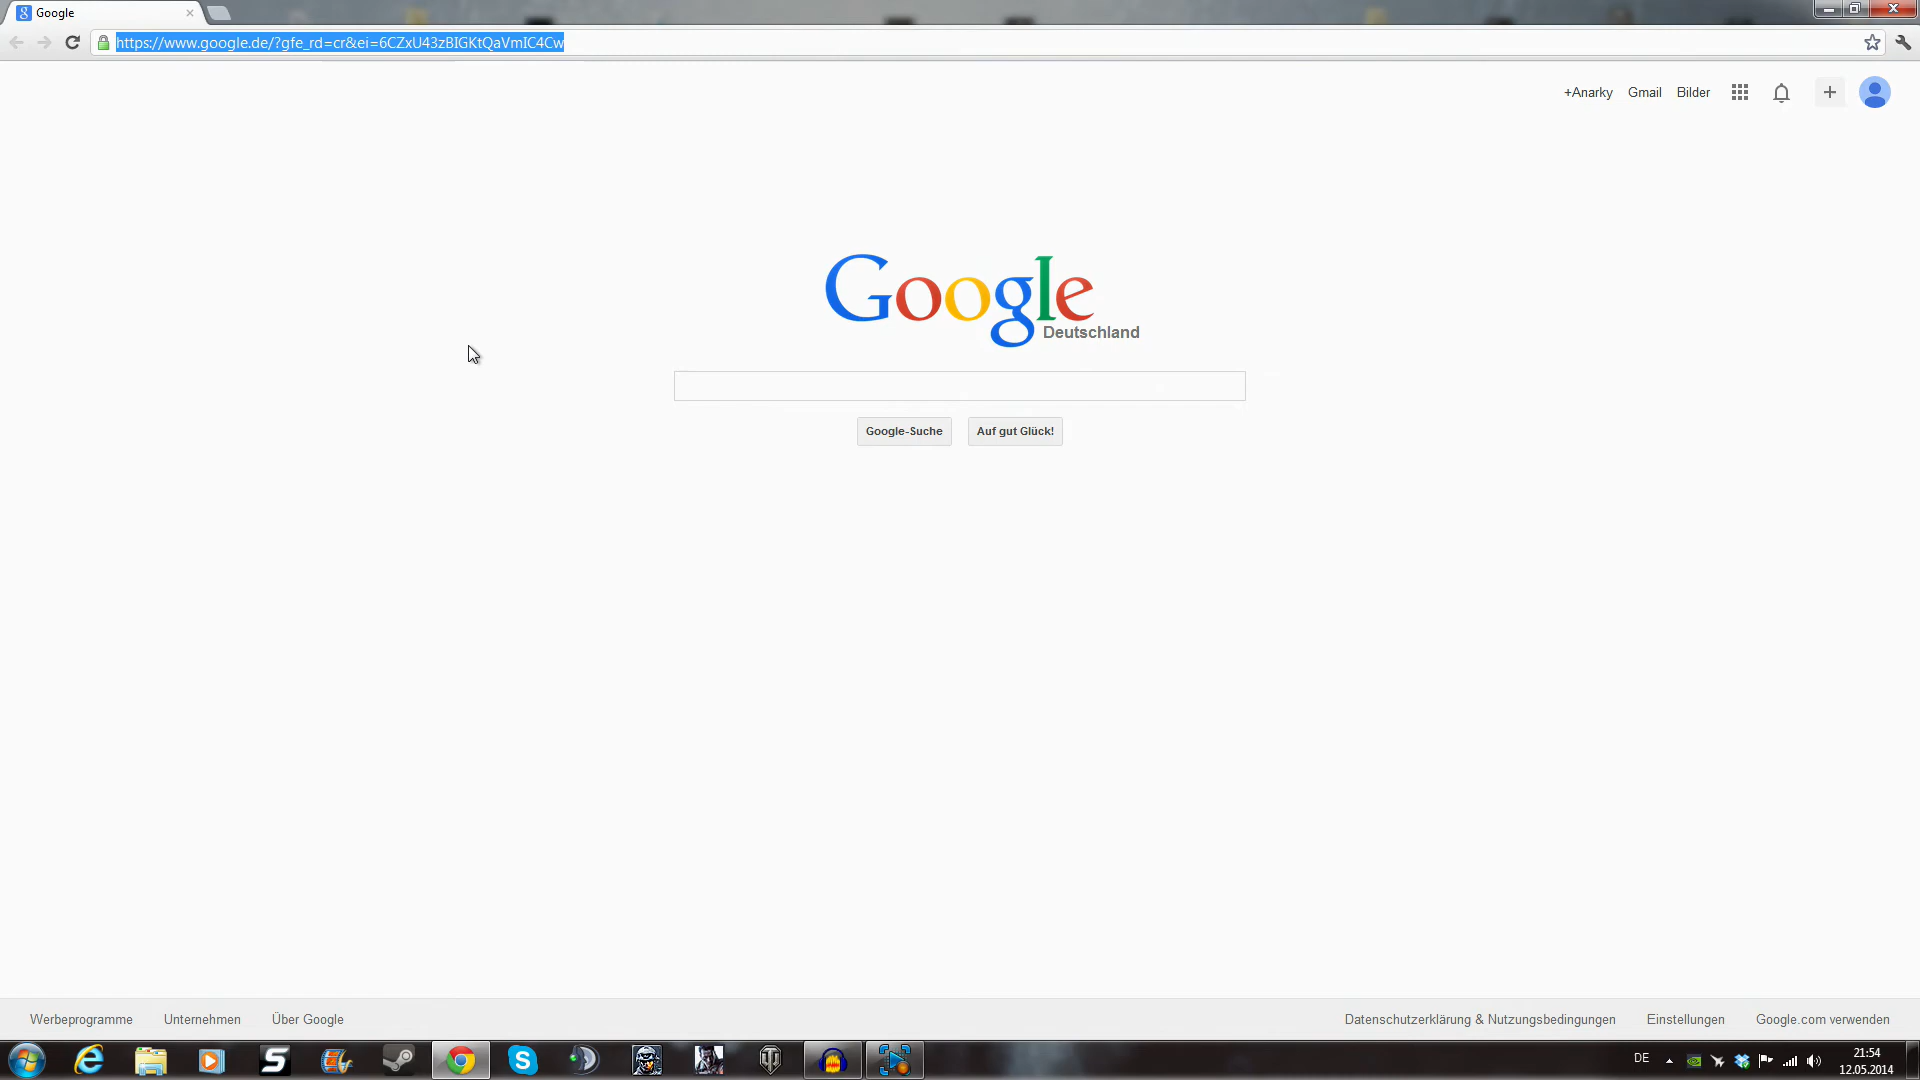 Google
https://www.google.de/?gfe_rd=cr&ei=6CZxU43zBIGKtQaVmIC4Cw
+Anarky Gmail Bilder
Google
Deutschland
Google-Suche Auf gut Glück!
Werbeprogramme Unternehmen Über Google Datenschutzerklärung & Nutzungsbedingungen Einstellungen Google.com verwenden
DE 21:54
12.05.2014